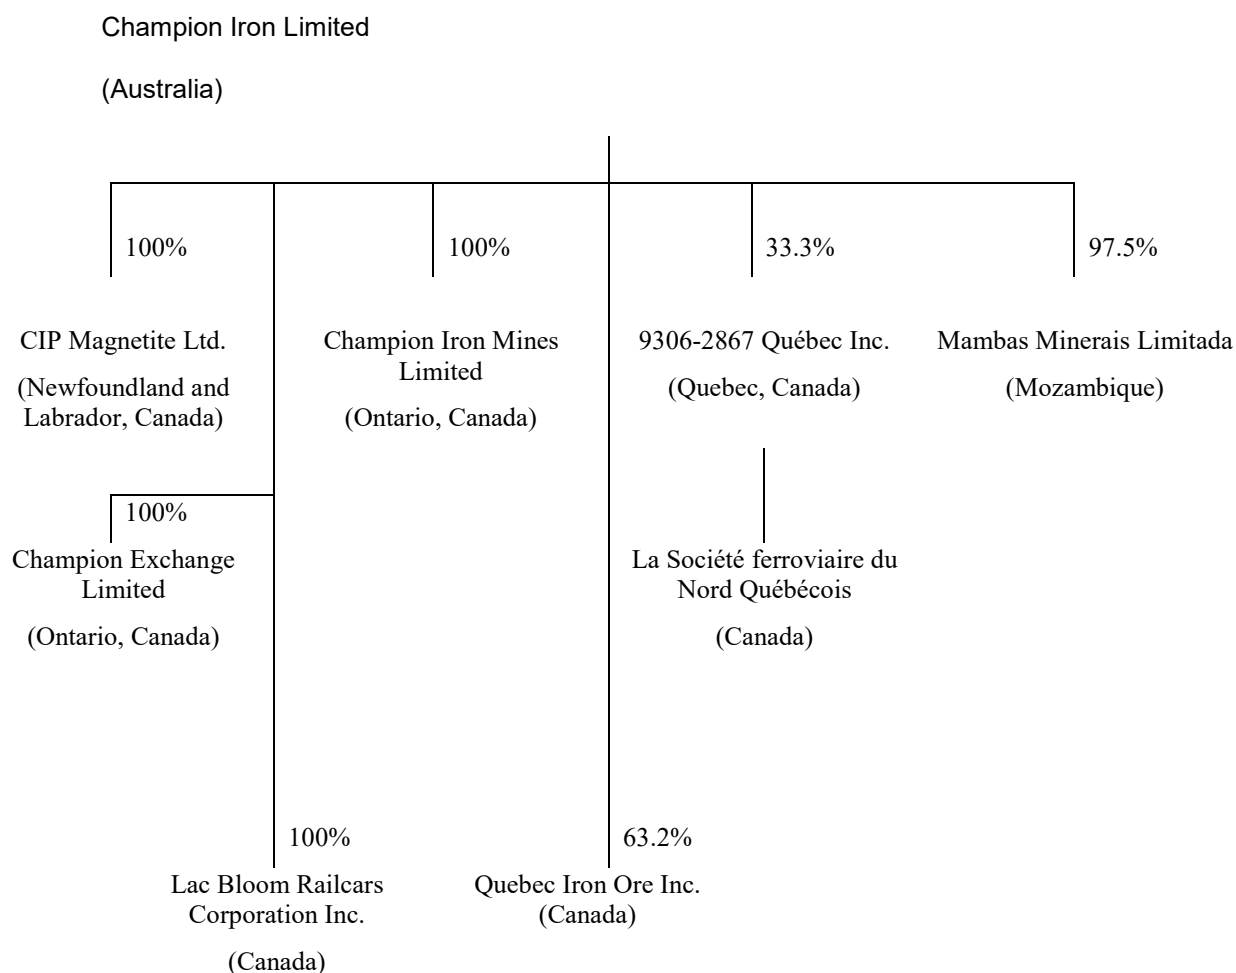 Champion Iron Limited
(Australia)
100%
100%
33.3%
97.5%
CIP Magnetite Ltd.
(Newfoundland and
Labrador, Canada)
Champion Iron Mines
Limited
(Ontario, Canada)
9306-2867 Québec Inc.
(Quebec, Canada)
Mambas Minerais Limitada
(Mozambique)
100%
Champion Exchange
Limited
(Ontario, Canada)
La Société ferroviaire du
Nord Québécois
(Canada)
100%
63.2%
Lac Bloom Railcars
Corporation Inc.
(Canada)
Quebec Iron Ore Inc.
(Canada)